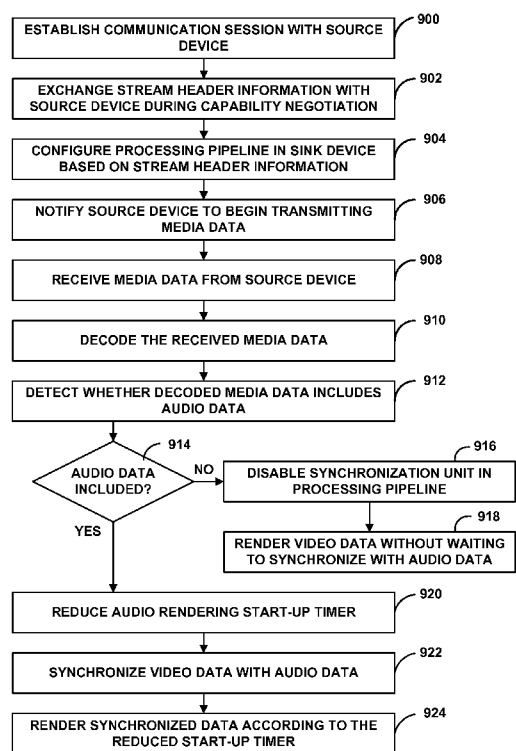 ESTABLISH COMMUNICATION SESSION WITH SOURCE
DEVICE
900
EXCHANGE STREAM HEADER INFORMATION WITH
SOURCE DEVICE DURING CAPABILITY NEGOTIATION
902
CONFIGURE PROCESSING PIPELINE IN SINK DEVICE
BASED ON STREAM HEADER INFORMATION
904
NOTIFY SOURCE DEVICE TO BEGIN TRANSMITTING
MEDIA DATA
906
RECEIVE MEDIA DATA FROM SOURCE DEVICE
908
DECODE THE RECEIVED MEDIA DATA
910
DETECT WHETHER DECODED MEDIA DATA INCLUDES
AUDIO DATA
912
AUDIO DATA
INCLUDED?
914
NO
DISABLE SYNCHRONIZATION UNIT IN
PROCESSING PIPELINE
916
RENDER VIDEO DATA WITHOUT WAITING
TO SYNCHRONIZE WITH AUDIO DATA
918
YES
REDUCE AUDIO RENDERING START-UP TIMER
920
SYNCHRONIZE VIDEO DATA WITH AUDIO DATA
922
RENDER SYNCHRONIZED DATA ACCORDING TO THE
REDUCED START-UP TIMER
924